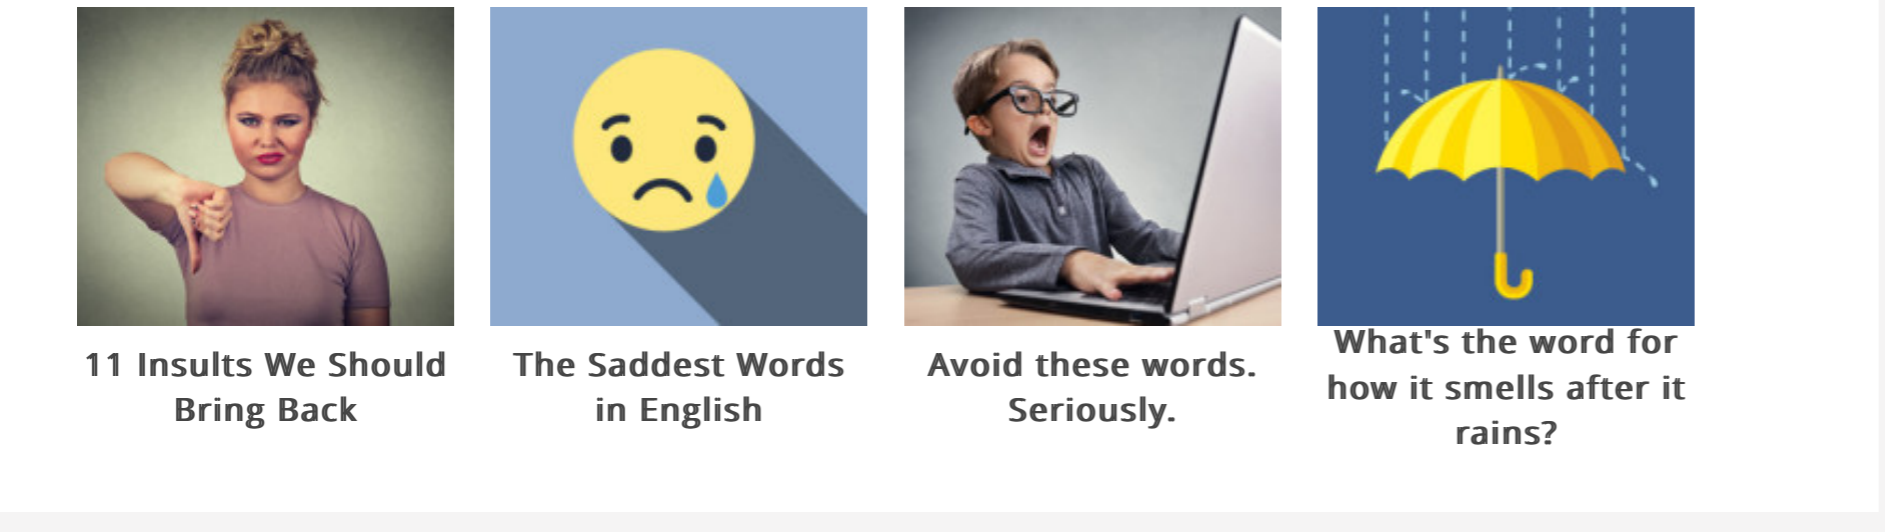 11 Insults We Should
Bring Back
The Saddest Words
in English
Avoid these words.
Seriously.
What's the word for
how it smells after it
rains?